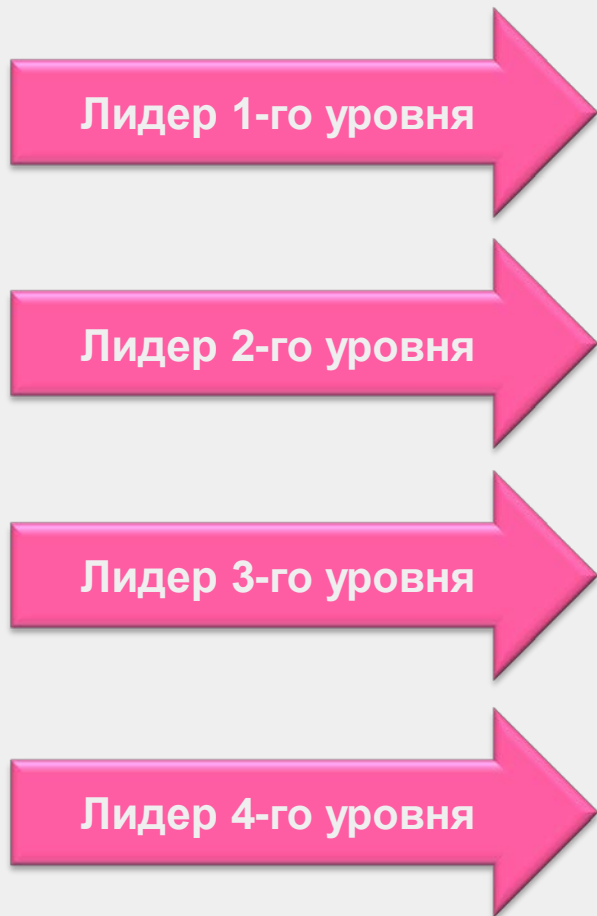 Лидер 1-го уровня
Лидер 2-го уровня
Лидер 3-го уровня
Лидер 4-го уровня